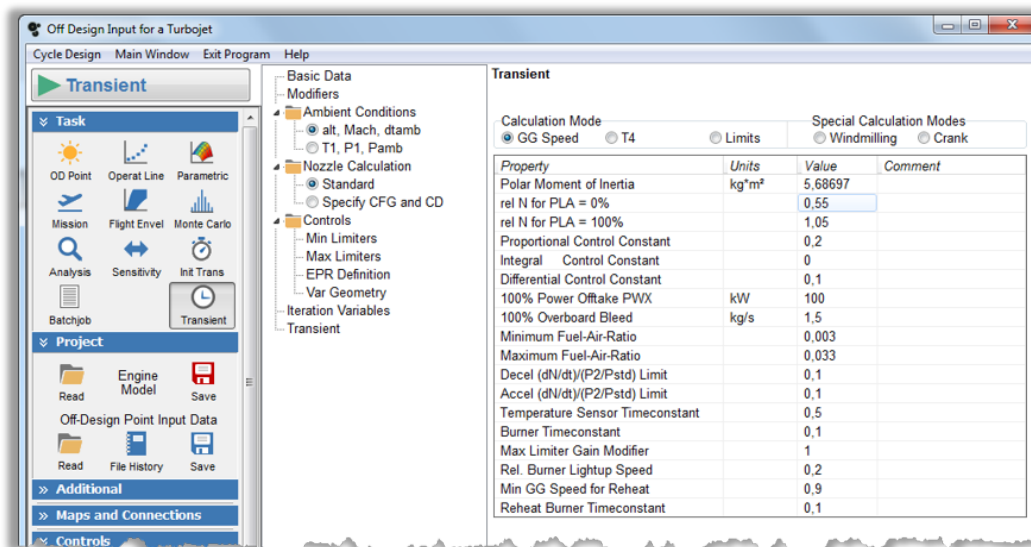 Off Design Input for a Turbojet
Cycle Design Main Window Exit Program Help
Transient
Task
OD Point Operat Line Parametric
Mission Flight Envel Monte Carlo
Analysis Sensitivity Init Trans
Batchjob Transient
Project
Read Engine Model Save
Off-Design Point Input Data
Read File History Save
Additional
Maps and Connections
Controls
Basic Data
Modifiers
Ambient Conditions
alt, Mach, dtamb
T1, P1, Pamb
Nozzle Calculation
Standard
Specify CFG and CD
Controls
Min Limiters
Max Limiters
EPR Definition
Var Geometry
Iteration Variables
Transient
Transient
Calculation Mode Special Calculation Modes
GG Speed T4 Limits Windmilling Crank
Property Units Value Comment
Polar Moment of Inertia kg*m² 5,68697
rel N for PLA = 0% 0,55
rel N for PLA = 100% 1,05
Proportional Control Constant 0,2
Integral Control Constant 0
Differential Control Constant 0,1
100% Power Offtake PWX kW 100
100% Overboard Bleed kg/s 1,5
Minimum Fuel-Air-Ratio 0,003
Maximum Fuel-Air-Ratio 0,033
Decel (dN/dt)/(P2/Pstd) Limit 0,1
Accel (dN/dt)/(P2/Pstd) Limit 0,1
Temperature Sensor Timeconstant 0,5
Burner Timeconstant 0,1
Max Limiter Gain Modifier 1
Rel. Burner Lightup Speed 0,2
Min GG Speed for Reheat 0,9
Reheat Burner Timeconstant 0,1